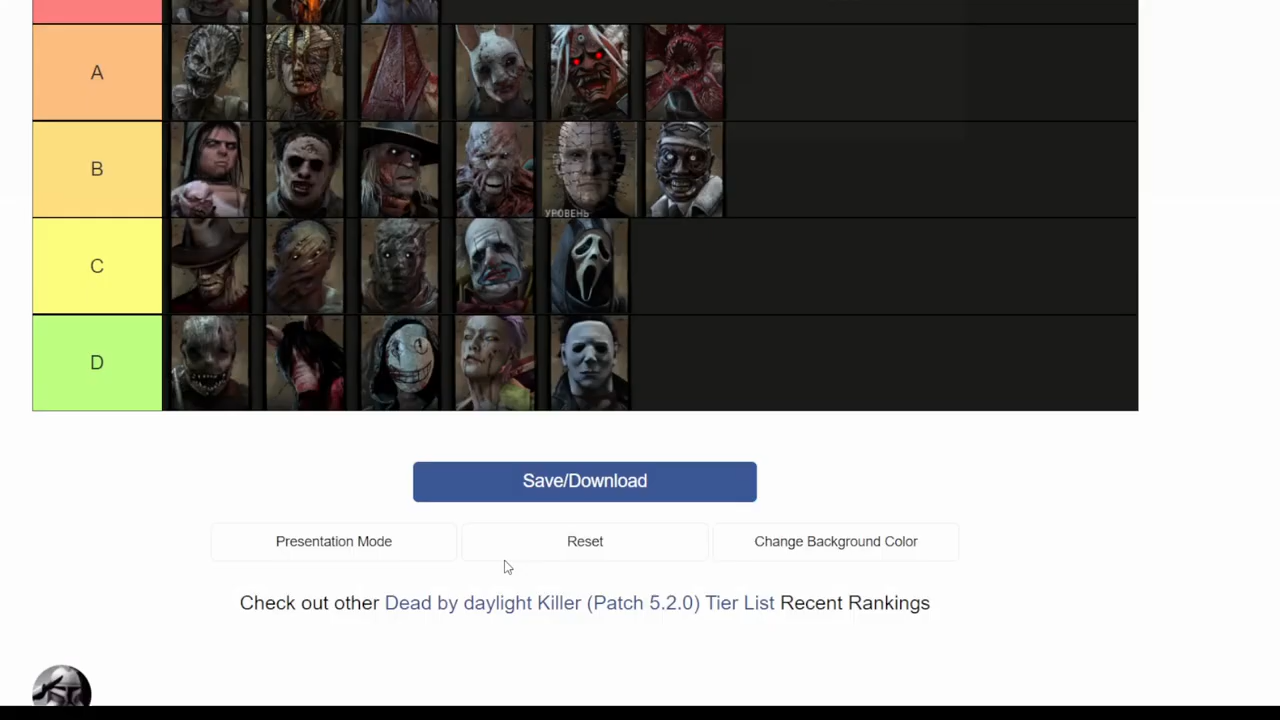 A
B
УРОВЕНЬ
C
D
Save/Download
Presentation Mode
Reset
Change Background Color
Check out other Dead by daylight Killer (Patch 5.2.0) Tier List Recent Rankings